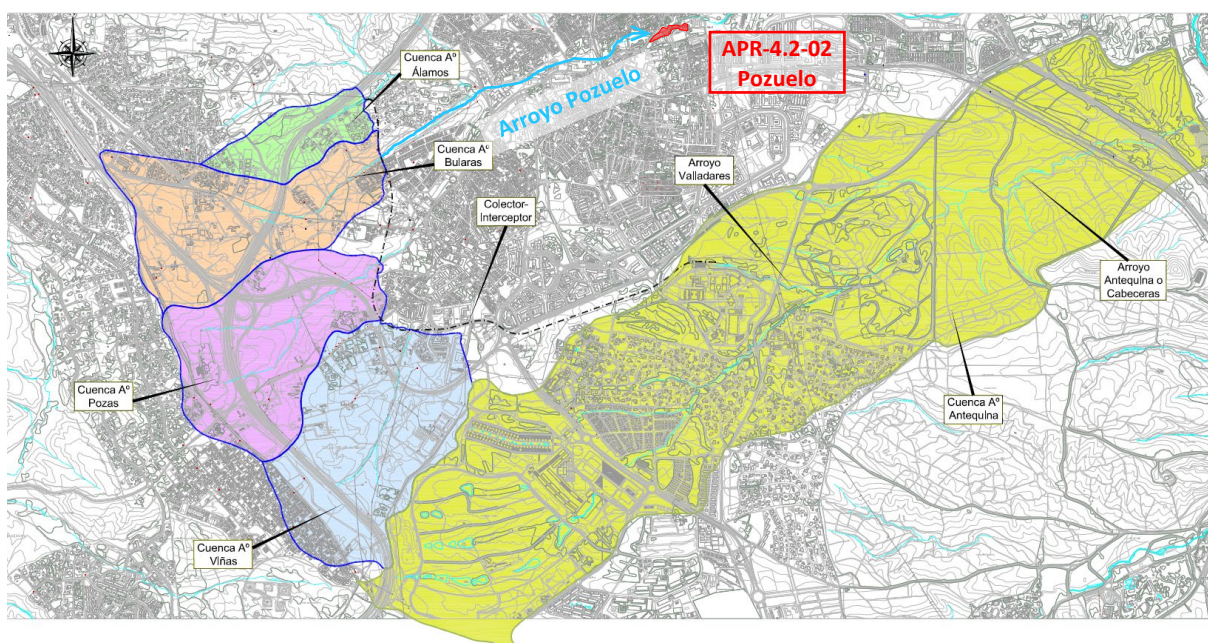 Cuenca Aº
Álamos
APR-4.2-02
Pozuelo
Arroyo Pozuelo
Cuenca Aº
Bularas
Arroyo
Valladares
Colector-
Interceptor
Arroyo
Antequina o
Cabeceras
Cuenca Aº
Pozas
Cuenca Aº
Antequina
Cuenca Aº
Viñas